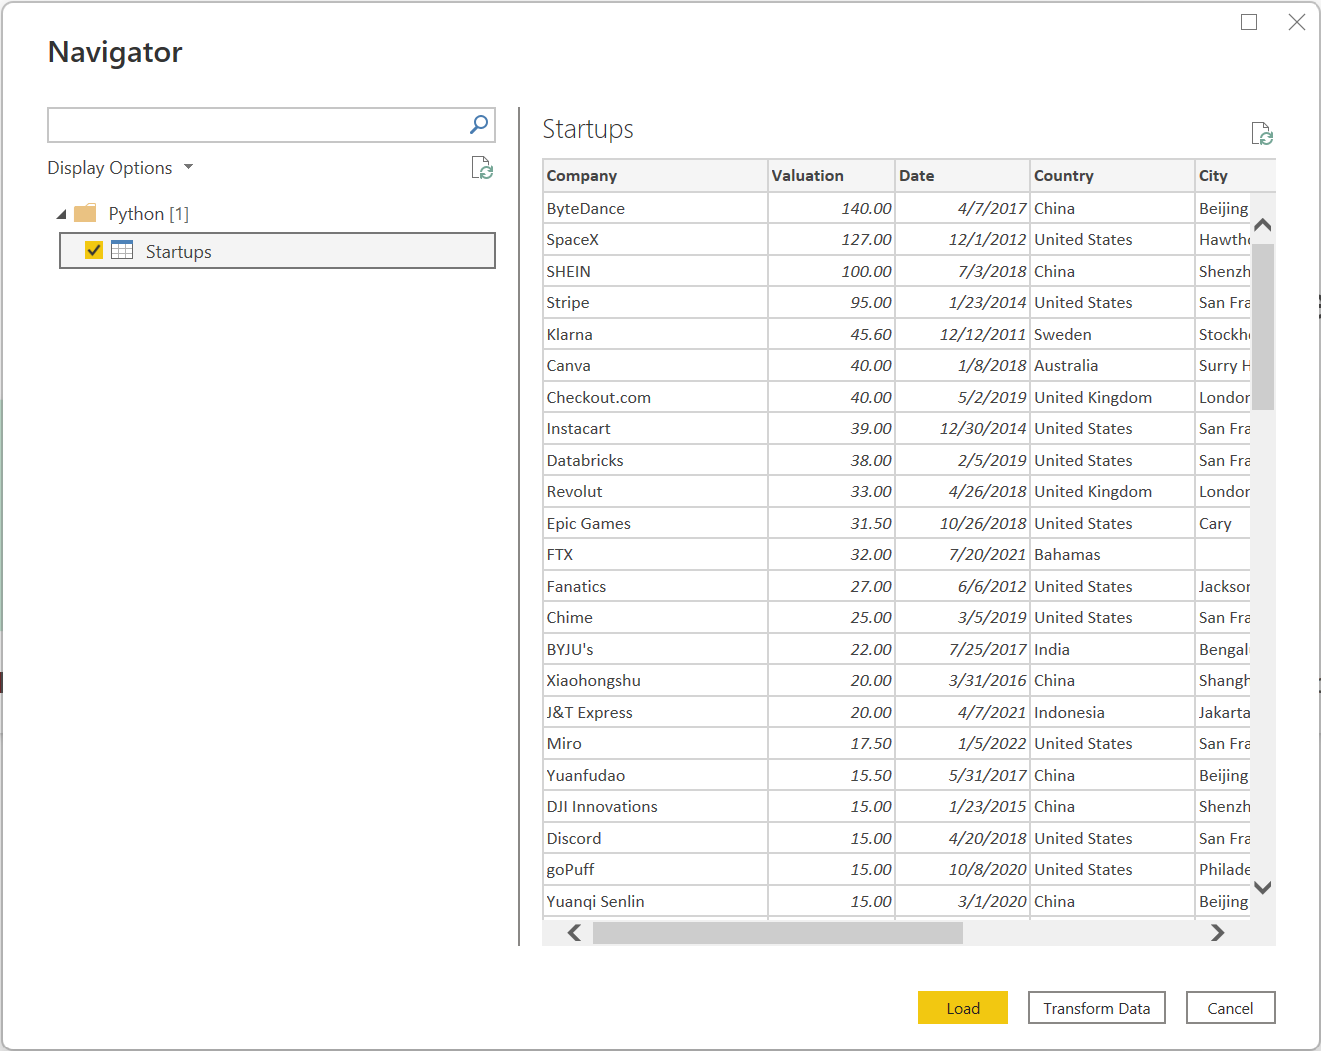 Navigator
Display Options
Python [1]
Startups
Startups
Company Valuation Date Country City
ByteDance 140.00 4/7/2017 China Beijing
SpaceX 127.00 12/1/2012 United States Hawth
SHEIN 100.00 7/3/2018 China Shenzh
Stripe 95.00 1/23/2014 United States San Fra
Klarna 45.60 12/12/2011 Sweden Stockh
Canva 40.00 1/8/2018 Australia Surry H
Checkout.com 40.00 5/2/2019 United Kingdom London
Instacart 39.00 12/30/2014 United States San Fra
Databricks 38.00 2/5/2019 United States San Fra
Revolut 33.00 4/26/2018 United Kingdom London
Epic Games 31.50 10/26/2018 United States Cary
FTX 32.00 7/20/2021 Bahamas
Fanatics 27.00 6/6/2012 United States Jackson
Chime 25.00 3/5/2019 United States San Fra
BYJU's 22.00 7/25/2017 India Bengal
Xiaohongshu 20.00 3/31/2016 China Shangh
J&T Express 20.00 4/7/2021 Indonesia Jakarta
Miro 17.50 1/5/2022 United States San Fra
Yuanfudao 15.50 5/31/2017 China Beijing
DJI Innovations 15.00 1/23/2015 China Shenzh
Discord 15.00 4/20/2018 United States San Fra
goPuff 15.00 10/8/2020 United States Philade
Yuanqi Senlin 15.00 3/1/2020 China Beijing
Load Transform Data Cancel